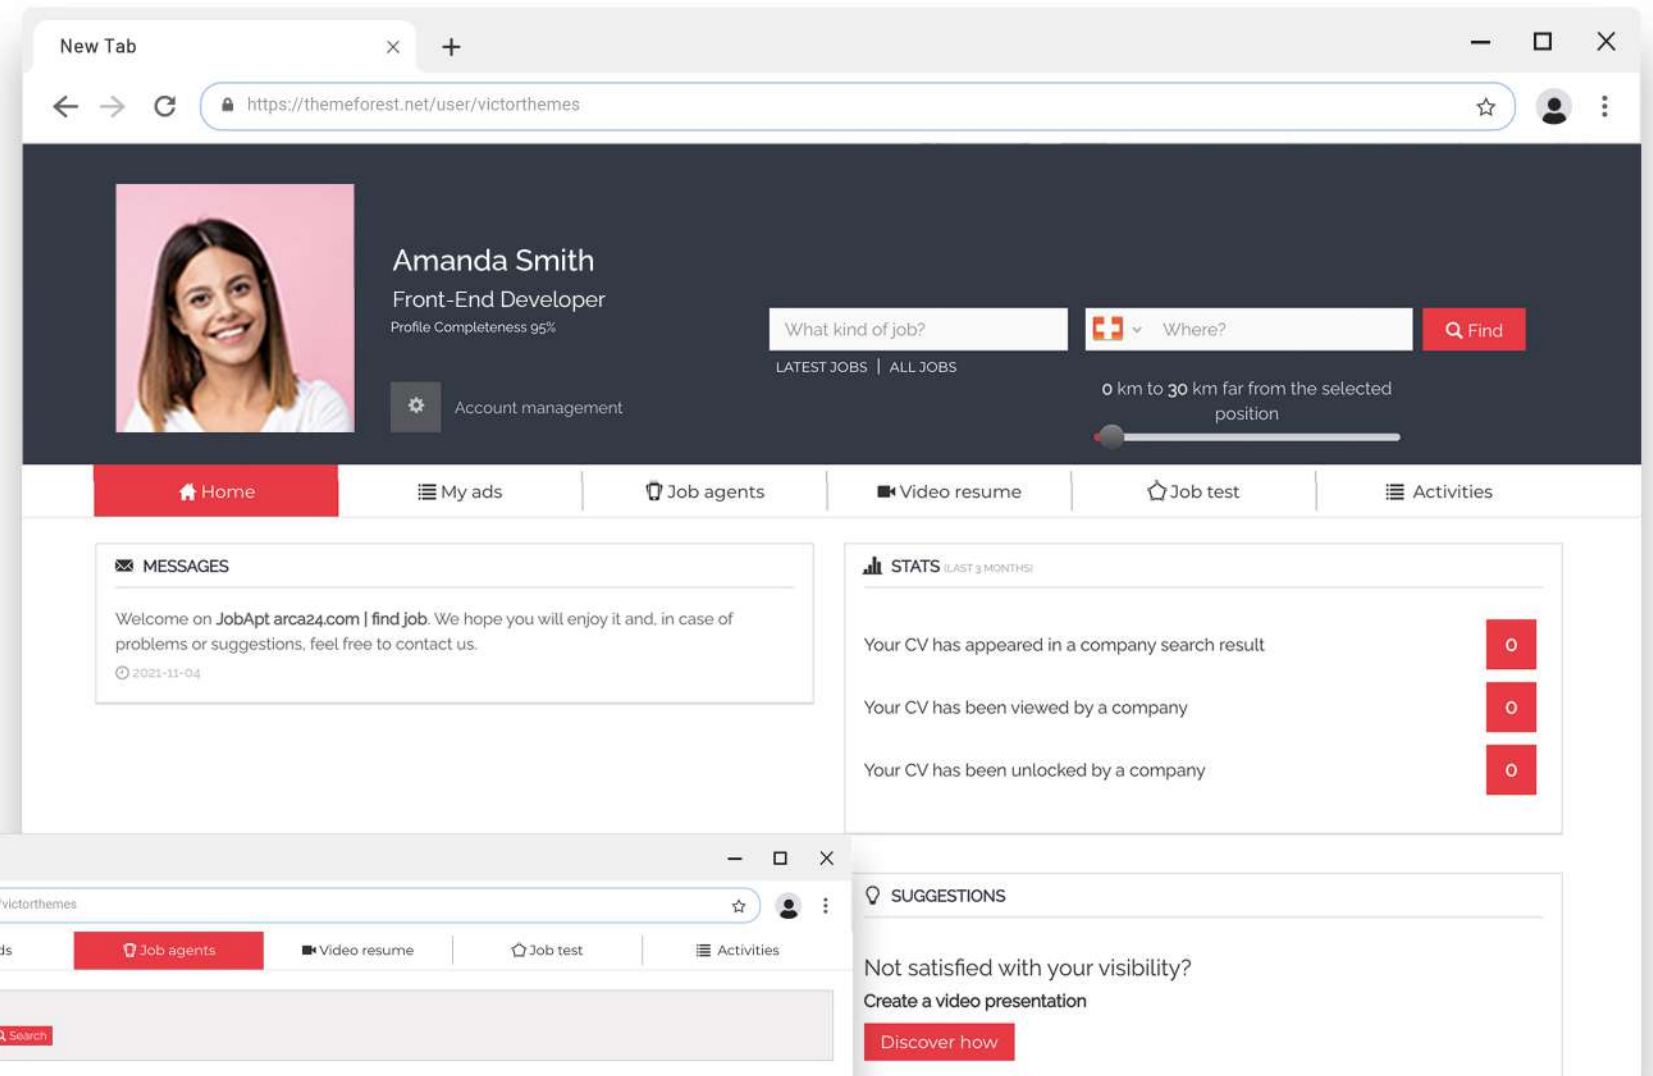 New Tab
https://themeforest.net/user/victorthemes
Amanda Smith
Front-End Developer
Profile Completeness 95%
Account management
What kind of job?
Where?
Find
LATEST JOBS | ALL JOBS
0 km to 30 km far from the selected
position
Home
My ads
Job agents
Video resume
Job test
Activities
MESSAGES
Welcome on JobApt arca24.com | find job. We hope you will enjoy it and, in case of
problems or suggestions, feel free to contact us.
2021-11-04
STATS (LAST 3 MONTHS)
Your CV has appeared in a company search result
0
Your CV has been viewed by a company
0
Your CV has been unlocked by a company
0
/victorthemes
ds
Job agents
Video resume
Job test
Activities
Search
SUGGESTIONS
Not satisfied with your visibility?
Create a video presentation
Discover how